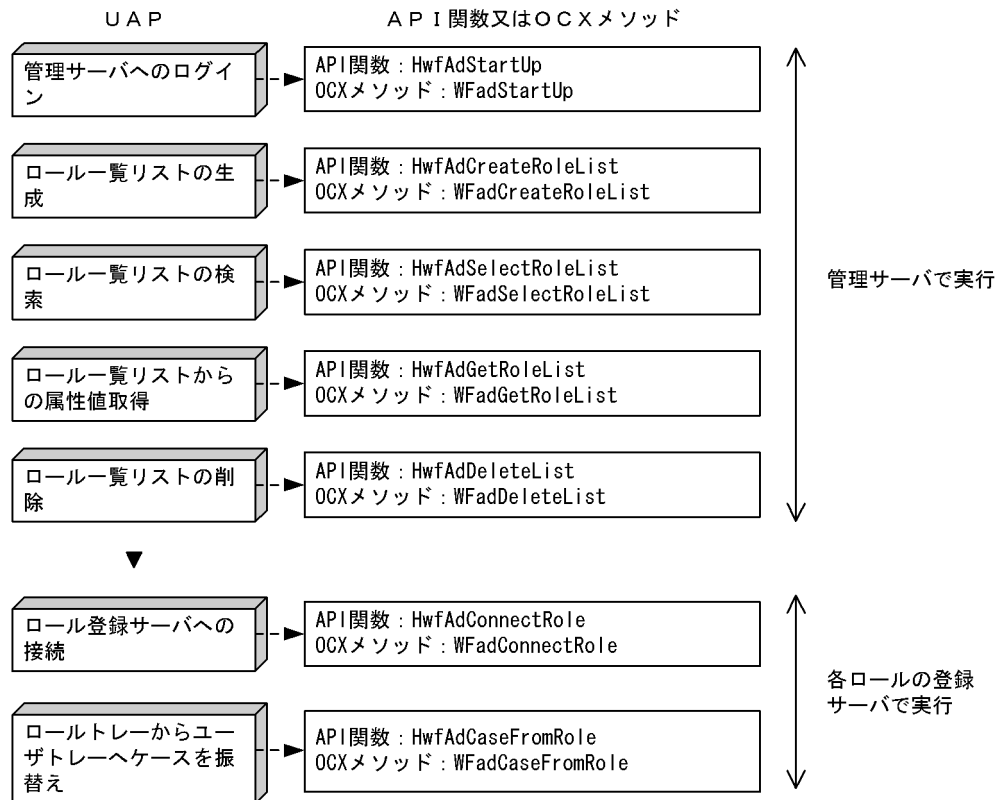 UAP
API関数又はOCXメソッド
管理サーバへのログイ
ン
API関数：HwfAdStartUp
OCXメソッド：WFadStartUp
ロール一覧リストの生
成
API関数：HwfAdCreateRoleList
OCXメソッド：WFadCreateRoleList
ロール一覧リストの検
索
API関数：HwfAdSelectRoleList
OCXメソッド：WFadSelectRoleList
管理サーバで実行
ロール一覧リストから
の属性値取得
API関数：HwfAdGetRoleList
OCXメソッド：WFadGetRoleList
ロール一覧リストの削
除
API関数：HwfAdDeleteList
OCXメソッド：WFadDeleteList
ロール登録サーバへの
接続
API関数：HwfAdConnectRole
OCXメソッド：WFadConnectRole
各ロールの登録
サーバで実行
ロールトレーからユー
ザトレーへケースを振
替え
API関数：HwfAdCaseFromRole
OCXメソッド：WFadCaseFromRole